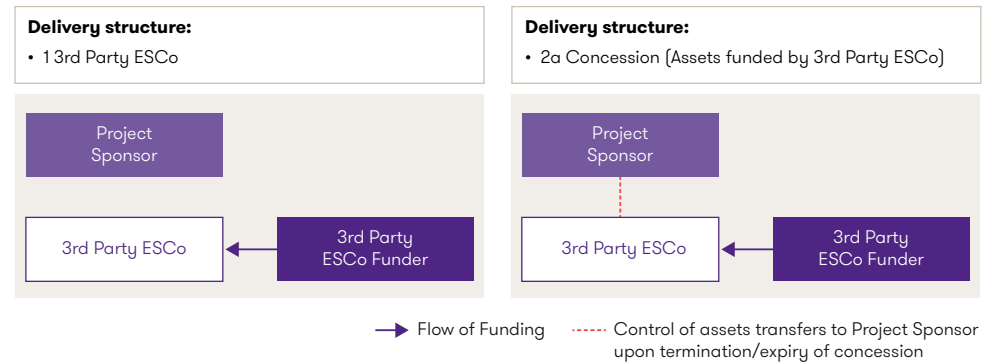 Delivery structure:
• 1 3rd Party ESCo
Project
Sponsor
3rd Party ESCo
3rd Party
ESCo Funder
Delivery structure:
• 2a Concession (Assets funded by 3rd Party ESCo)
Project
Sponsor
3rd Party ESCo
3rd Party
ESCo Funder
Flow of Funding
Control of assets transfers to Project Sponsor
upon termination/expiry of concession